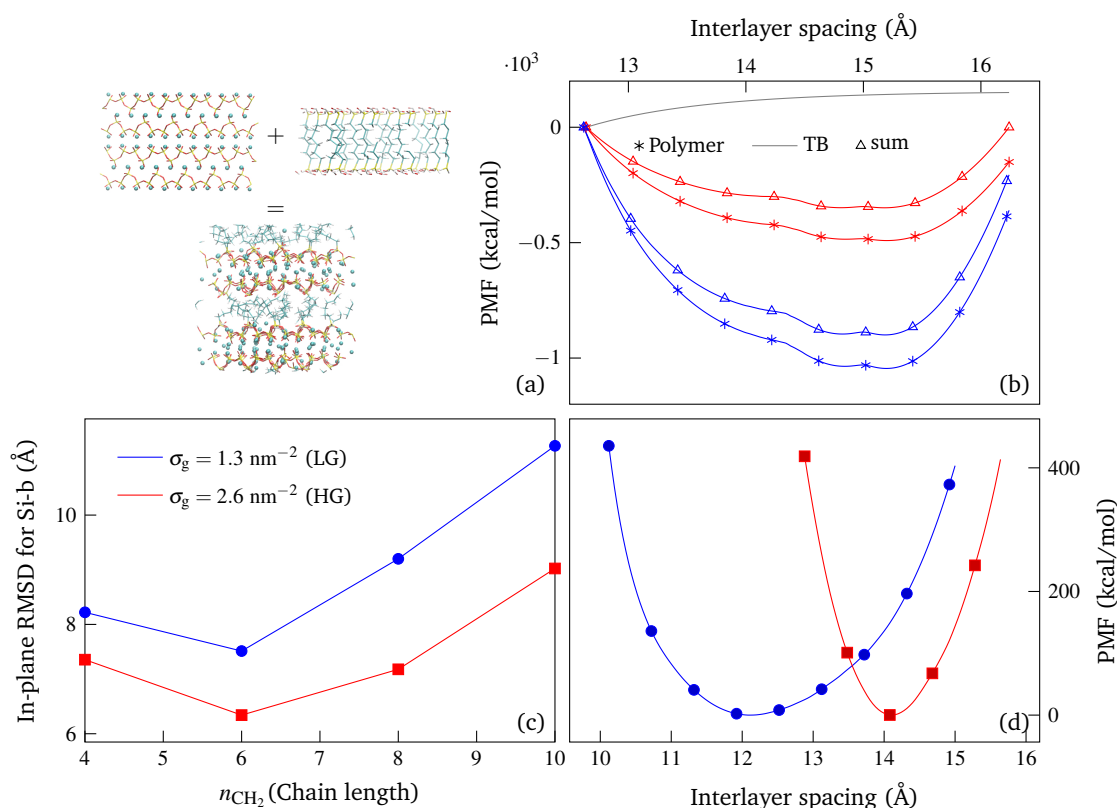 +
=
(a)
Interlayer spacing (Å)
13 14 15 16
·10³
0
−0.5
−1
PMF (kcal/mol)
Polymer TB sum
(b)
In-plane RMSD for Si-b (Å)
10
8
6
σg = 1.3 nm⁻² (LG)
σg = 2.6 nm⁻² (HG)
(c)
4 5 6 7 8 9 10
nCH₂ (Chain length)
400
200
0
PMF (kcal/mol)
(d)
10 11 12 13 14 15 16
Interlayer spacing (Å)